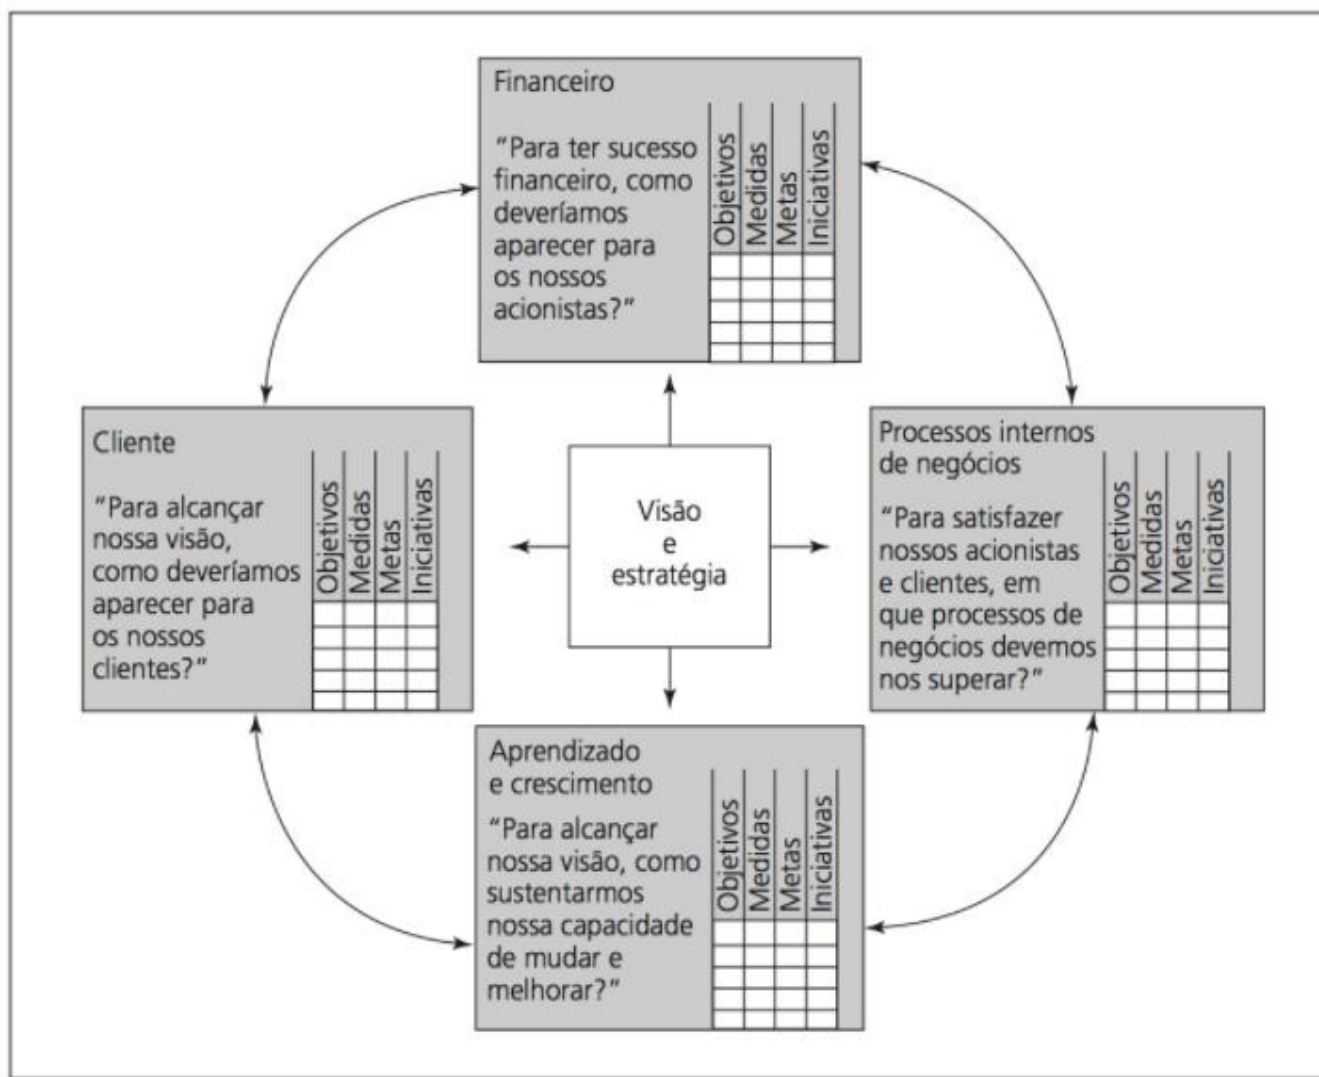 Financeiro
"Para ter sucesso
financeiro, como
deveríamos
aparecer para
os nossos
acionistas?"
Objetivos
Medidas
Metas
Iniciativas
Cliente
"Para alcançar
nossa visão,
como deveríamos
aparecer para
os nossos
clientes?"
Objetivos
Medidas
Metas
Iniciativas
Visão
e
estratégia
Processos internos
de negócios
"Para satisfazer
nossos acionistas
e clientes, em
que processos de
negócios devemos
nos superar?"
Objetivos
Medidas
Metas
Iniciativas
Aprendizado
e crescimento
"Para alcançar
nossa visão, como
sustentarmos
nossa capacidade
de mudar e
melhorar?"
Objetivos
Medidas
Metas
Iniciativas